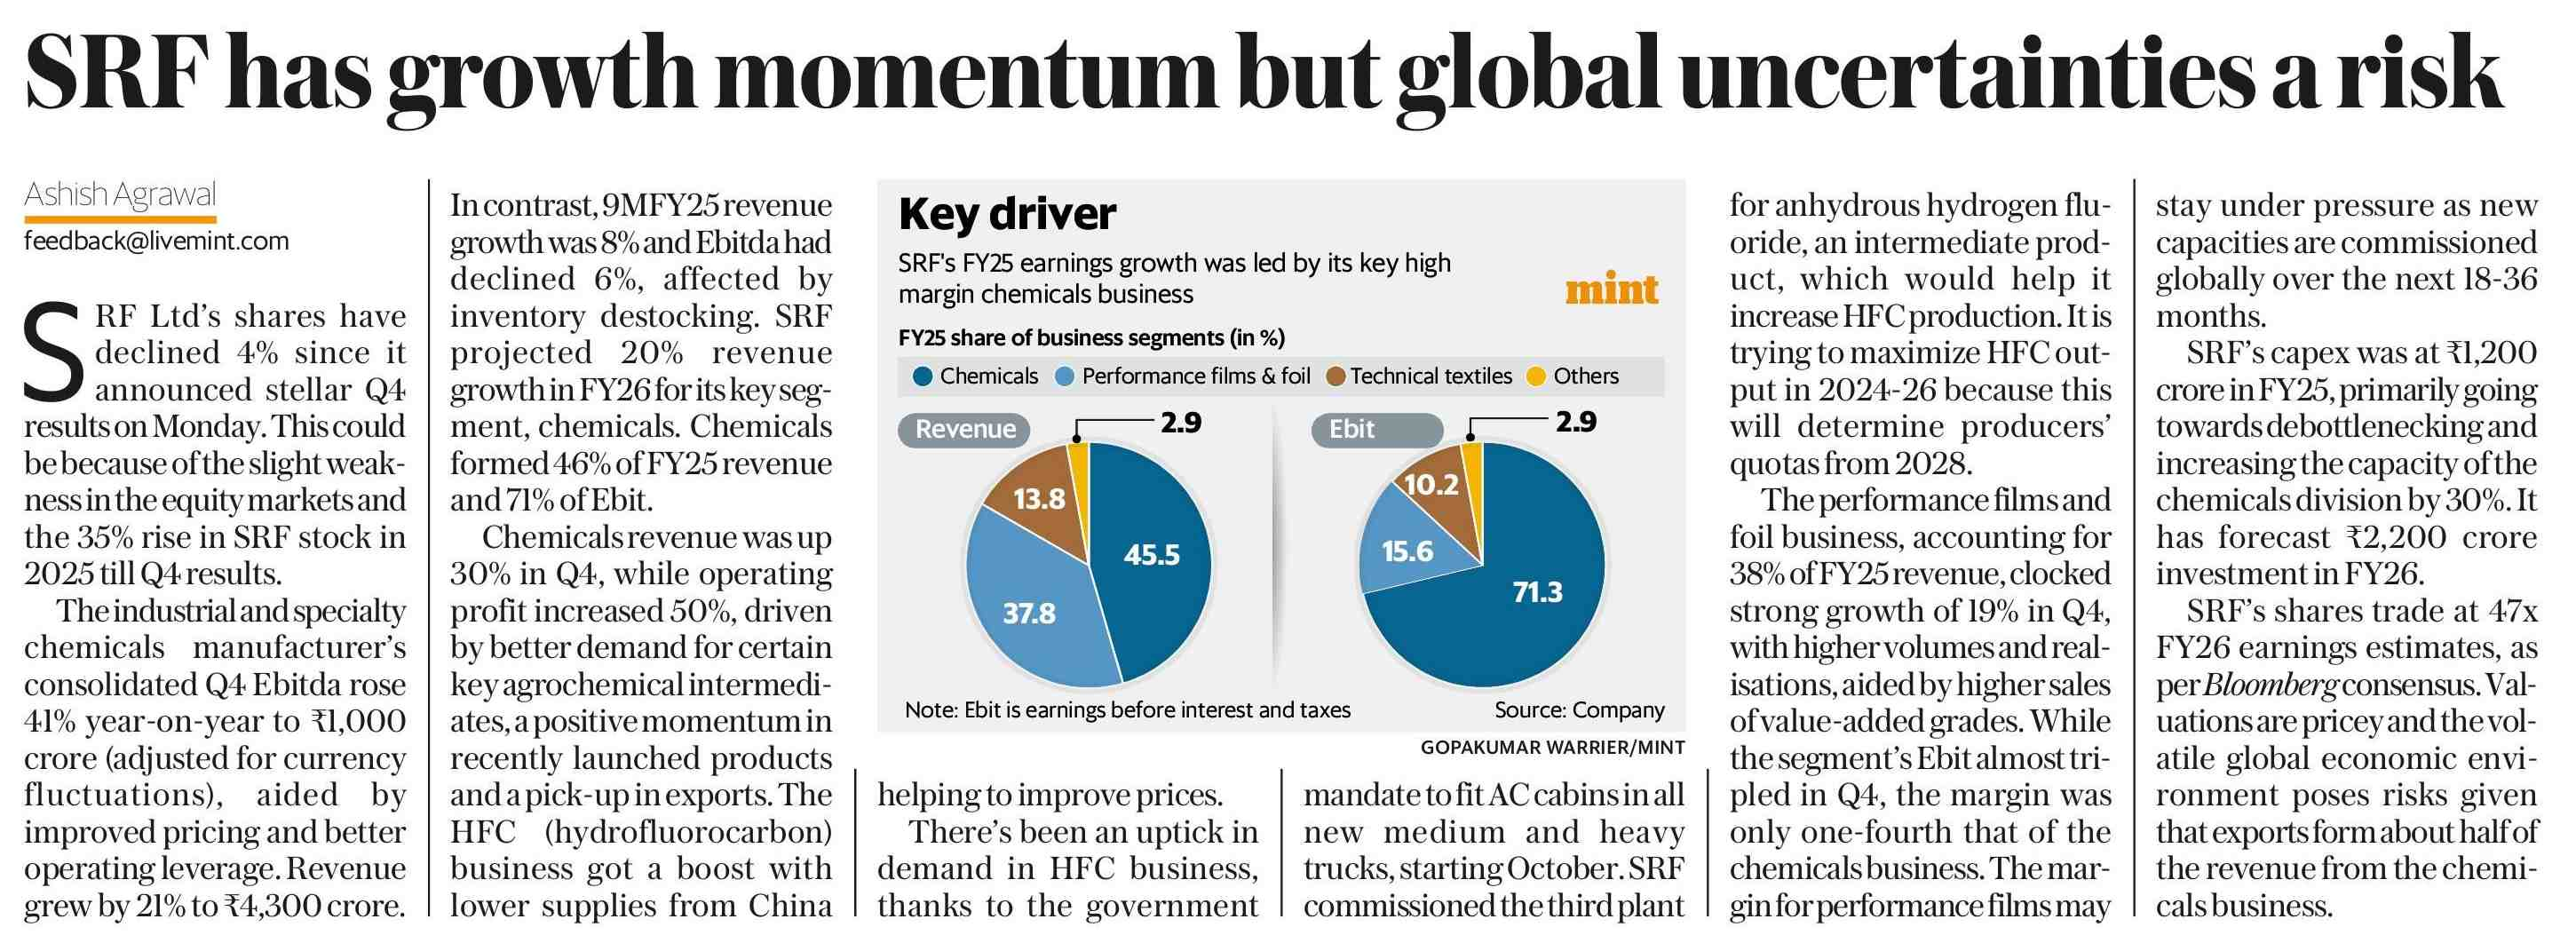 SRF has growth momentum but global uncertainties a risk
Ashish Agrawal
feedback@livemint.com
SRF Ltd's shares have
declined 4% since it
announced stellar Q4
results on Monday. This could
be because of the slight weak-
ness in the equity markets and
the 35% rise in SRF stock in
2025 till Q4 results.
The industrial and specialty
chemicals manufacturer's
consolidated Q4 Ebitda rose
41% year-on-year to ₹1,000
crore (adjusted for currency
fluctuations), aided by
improved pricing and better
operating leverage. Revenue
grew by 21% to ₹4,300 crore.
In contrast, 9MFY25 revenue
growth was 8% and Ebitda had
declined 6%, affected by
inventory destocking. SRF
projected 20% revenue
growth in FY26 for its key seg-
ment, chemicals. Chemicals
formed 46% of FY25 revenue
and 71% of Ebit.
Chemicals revenue was up
30% in Q4, while operating
profit increased 50%, driven
by better demand for certain
key agrochemical intermedi-
ates, a positive momentum in
recently launched products
and a pick-up in exports. The
HFC (hydrofluorocarbon)
business got a boost with
lower supplies from China
Key driver
SRF's FY25 earnings growth was led by its key high
margin chemicals business
mint
FY25 share of business segments (in %)
Chemicals Performance films & foil Technical textiles Others
Revenue
2.9
13.8
45.5
37.8
Ebit
2.9
10.2
15.6
71.3
Note: Ebit is earnings before interest and taxes
Source: Company
GOPAKUMAR WARRIER/MINT
helping to improve prices.
There's been an uptick in
demand in HFC business,
thanks to the government
mandate to fit AC cabins in all
new medium and heavy
trucks, starting October. SRF
commissioned the third plant
for anhydrous hydrogen flu-
oride, an intermediate prod-
uct, which would help it
increase HFC production. It is
trying to maximize HFC out-
put in 2024-26 because this
will determine producers'
quotas from 2028.
The performance films and
foil business, accounting for
38% of FY25 revenue, clocked
strong growth of 19% in Q4,
with higher volumes and real-
isations, aided by higher sales
of value-added grades. While
the segment's Ebit almost tri-
pled in Q4, the margin was
only one-fourth that of the
chemicals business. The mar-
gin for performance films may
stay under pressure as new
capacities are commissioned
globally over the next 18-36
months.
SRF's capex was at ₹1,200
crore in FY25, primarily going
towards debottlenecking and
increasing the capacity of the
chemicals division by 30%. It
has forecast ₹2,200 crore
investment in FY26.
SRF's shares trade at 47x
FY26 earnings estimates, as
per Bloomberg consensus. Val-
uations are pricey and the vol-
atile global economic envi-
ronment poses risks given
that exports form about half of
the revenue from the chemi-
cals business.